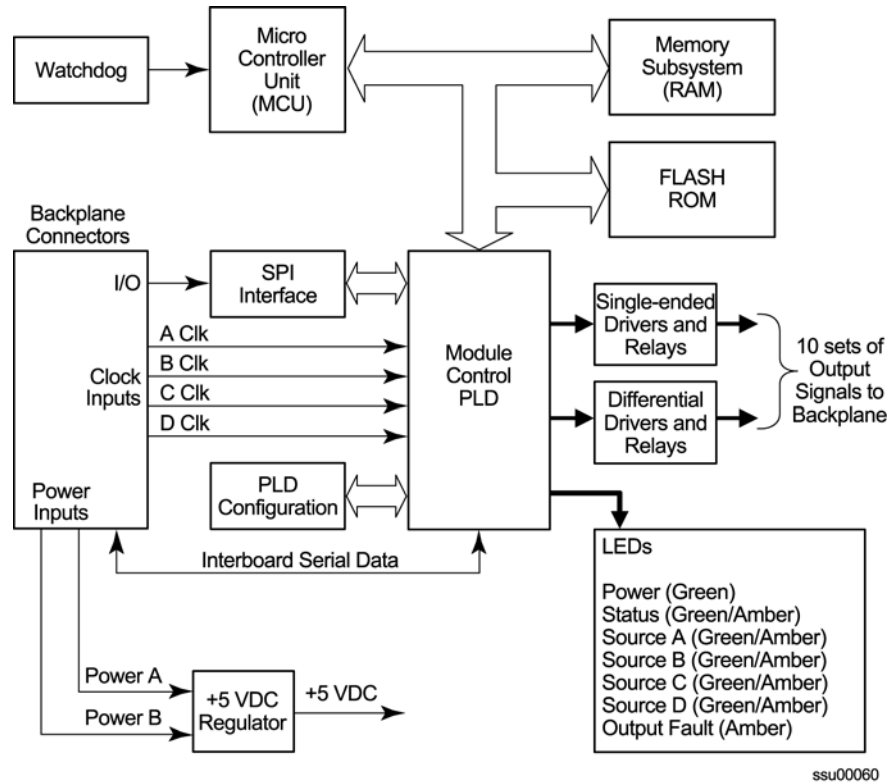 Watchdog
Micro
Controller
Unit
(MCU)
Memory
Subsystem
(RAM)
FLASH
ROM
Backplane
Connectors
I/O
SPI
Interface
A Clk
B Clk
C Clk
D Clk
Clock
Inputs
Module
Control
PLD
Single-ended
Drivers and
Relays
Differential
Drivers and
Relays
10 sets of
Output
Signals to
Backplane
Power
Inputs
PLD
Configuration
Interboard Serial Data
LEDs
Power (Green)
Status (Green/Amber)
Source A (Green/Amber)
Source B (Green/Amber)
Source C (Green/Amber)
Source D (Green/Amber)
Output Fault (Amber)
Power A
Power B
+5 VDC
Regulator
+5 VDC
ssu00060